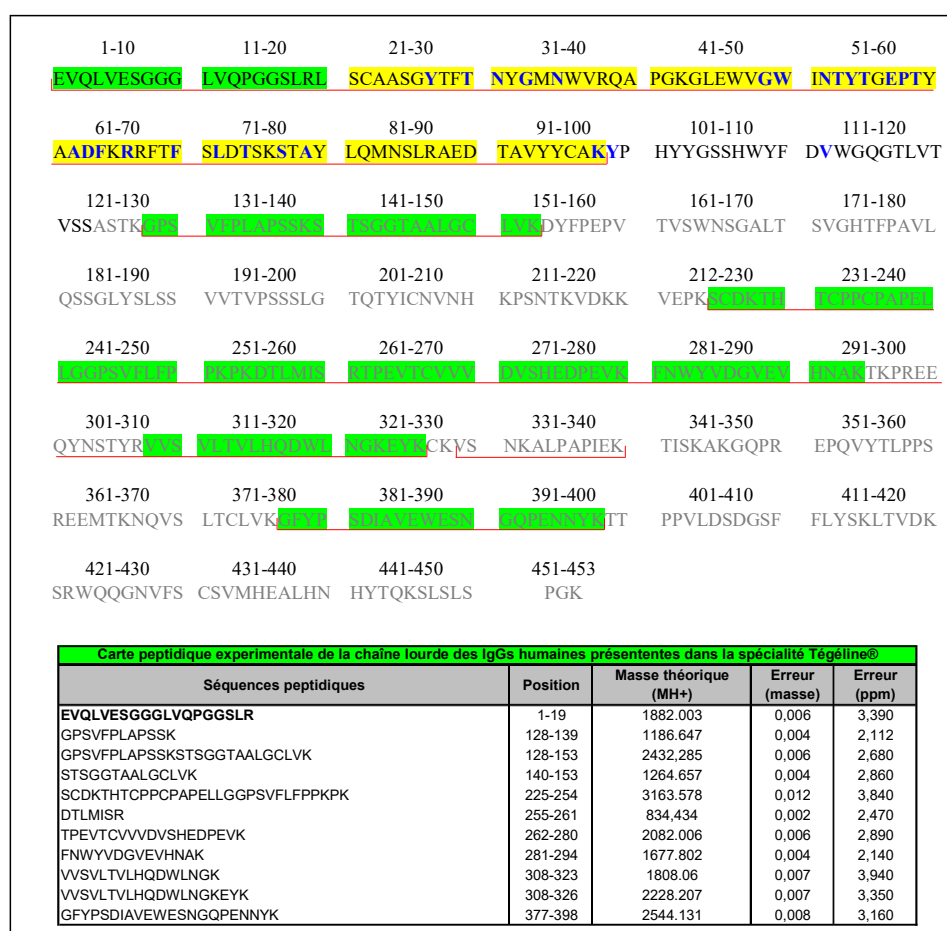 1-10 11-20 21-30 31-40 41-50 51-60
EVQLVESGGG LVQPGGSLRL SCAASGYTFT NYGMNWVRQA PGKGLEWVGW INTYTGEPTY
61-70 71-80 81-90 91-100 101-110 111-120
AADFKRRFTF SLDTSKSTAY LQMNSLRAED TAVYYCAKYP HYYGSSHWYF DVWGQGTLVT
121-130 131-140 141-150 151-160 161-170 171-180
VSSASTKGPS VFPLAPSSKS TSGGTAALGC LVKDYFPEPV TVSWNSGALT SVGHTFPAVL
181-190 191-200 201-210 211-220 212-230 231-240
QSSGLYSLSS VVTVPSSSLG TQTYICNVNH KPSNTKVDKK VEPKSCDKTH TCPPCPAPEL
241-250 251-260 261-270 271-280 281-290 291-300
LGGPSVFLFP PKPKDTLMIS RTPEVTCVVV DVSHEDPEVK FNWYVDGVEV HNAKTKPREE
301-310 311-320 321-330 331-340 341-350 351-360
QYNSTYRVVS VLTVLHQDWL NGKEYKCKVS NKALPAPIEK TISKAKGQPR EPQVYTLPPS
361-370 371-380 381-390 391-400 401-410 411-420
REEMTKNQVS LTCLVKGFYP SDIAVEWESN GQPENNYKTT PPVLDSDGSF FLYSKLTVDK
421-430 431-440 441-450 451-453
SRWQQGNVFS CSVMHEALHN HYTQKSLSLS PGK
Carte peptidique experimentale de la chaîne lourde des IgGs humaines présentes dans la spécialité Tégéline®
Séquences peptidiques Position Masse théorique (MH+) Erreur (masse) Erreur (ppm)
EVQLVESGGGLVQPGGSLR 1-19 1882.003 0,006 3,390
GPSVFPLAPSSK 128-139 1186.647 0,004 2,112
GPSVFPLAPSSKSTSGGTAALGCLVK 128-153 2432,285 0,006 2,680
STSGGTAALGCLVK 140-153 1264.657 0,004 2,860
SCDKTHTCPPCPAPELLGGPSVFLFPPKPK 225-254 3163.578 0,012 3,840
DTLMISR 255-261 834,434 0,002 2,470
TPEVTCVVVDVSHEDPEVK 262-280 2082.006 0,006 2,890
FNWYVDGVEVHNAK 281-294 1677.802 0,004 2,140
VVSVLTVLHQDWLNGK 308-323 1808.06 0,007 3,940
VVSVLTVLHQDWLNGKEYK 308-326 2228.207 0,007 3,350
GFYPSDIAVEWESNGQPENNYK 377-398 2544.131 0,008 3,160